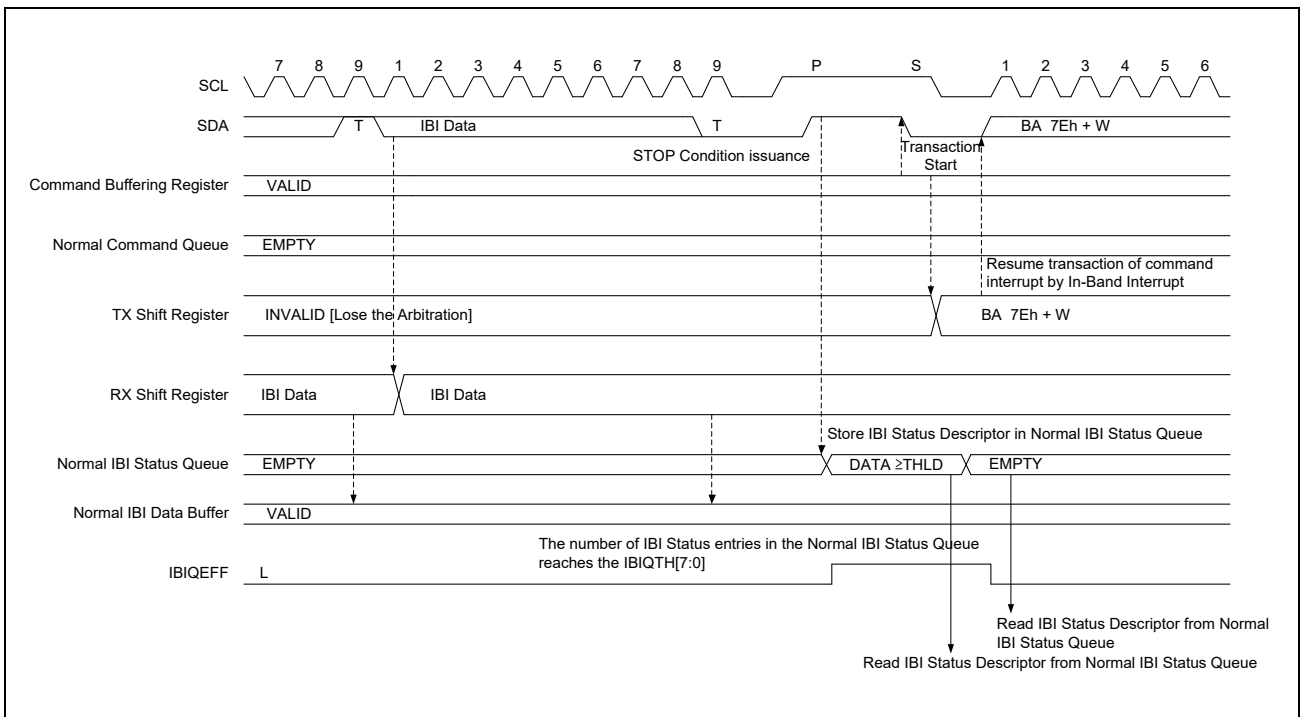 7 8 9 1 2 3 4 5 6 7 8 9 P S 1 2 3 4 5 6
SCL
SDA T IBI Data T BA 7Eh + W
STOP Condition issuance
Transaction
Start
Command Buffering Register VALID
Normal Command Queue EMPTY
Resume transaction of command
interrupt by In-Band Interrupt
TX Shift Register INVALID [Lose the Arbitration] BA 7Eh + W
RX Shift Register IBI Data IBI Data
Store IBI Status Descriptor in Normal IBI Status Queue
Normal IBI Status Queue EMPTY DATA ≥THLD EMPTY
Normal IBI Data Buffer VALID
The number of IBI Status entries in the Normal IBI Status Queue
reaches the IBIQTH[7:0]
IBIQEFF L
Read IBI Status Descriptor from Normal
IBI Status Queue
Read IBI Status Descriptor from Normal IBI Status Queue